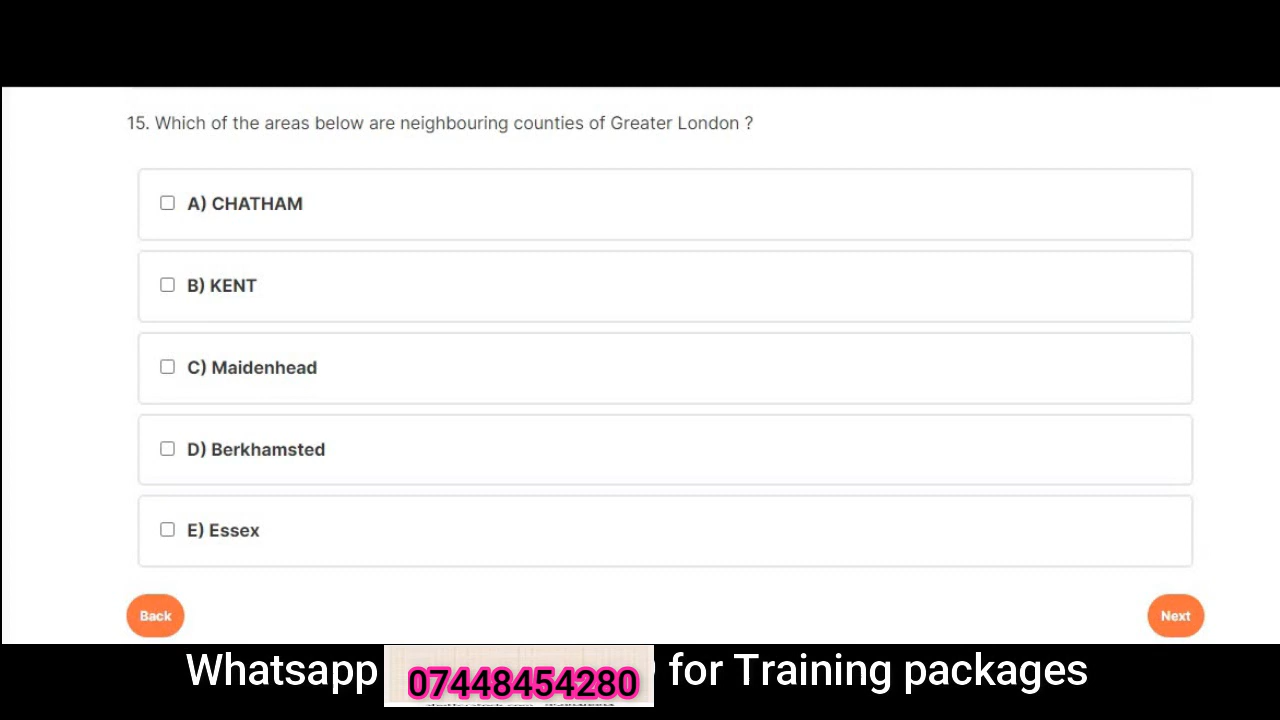 15. Which of the areas below are neighbouring counties of Greater London ?
A) CHATHAM
B) KENT
C) Maidenhead
D) Berkhamsted
E) Essex
Back
Next
Whatsapp 07448454280 for Training packages